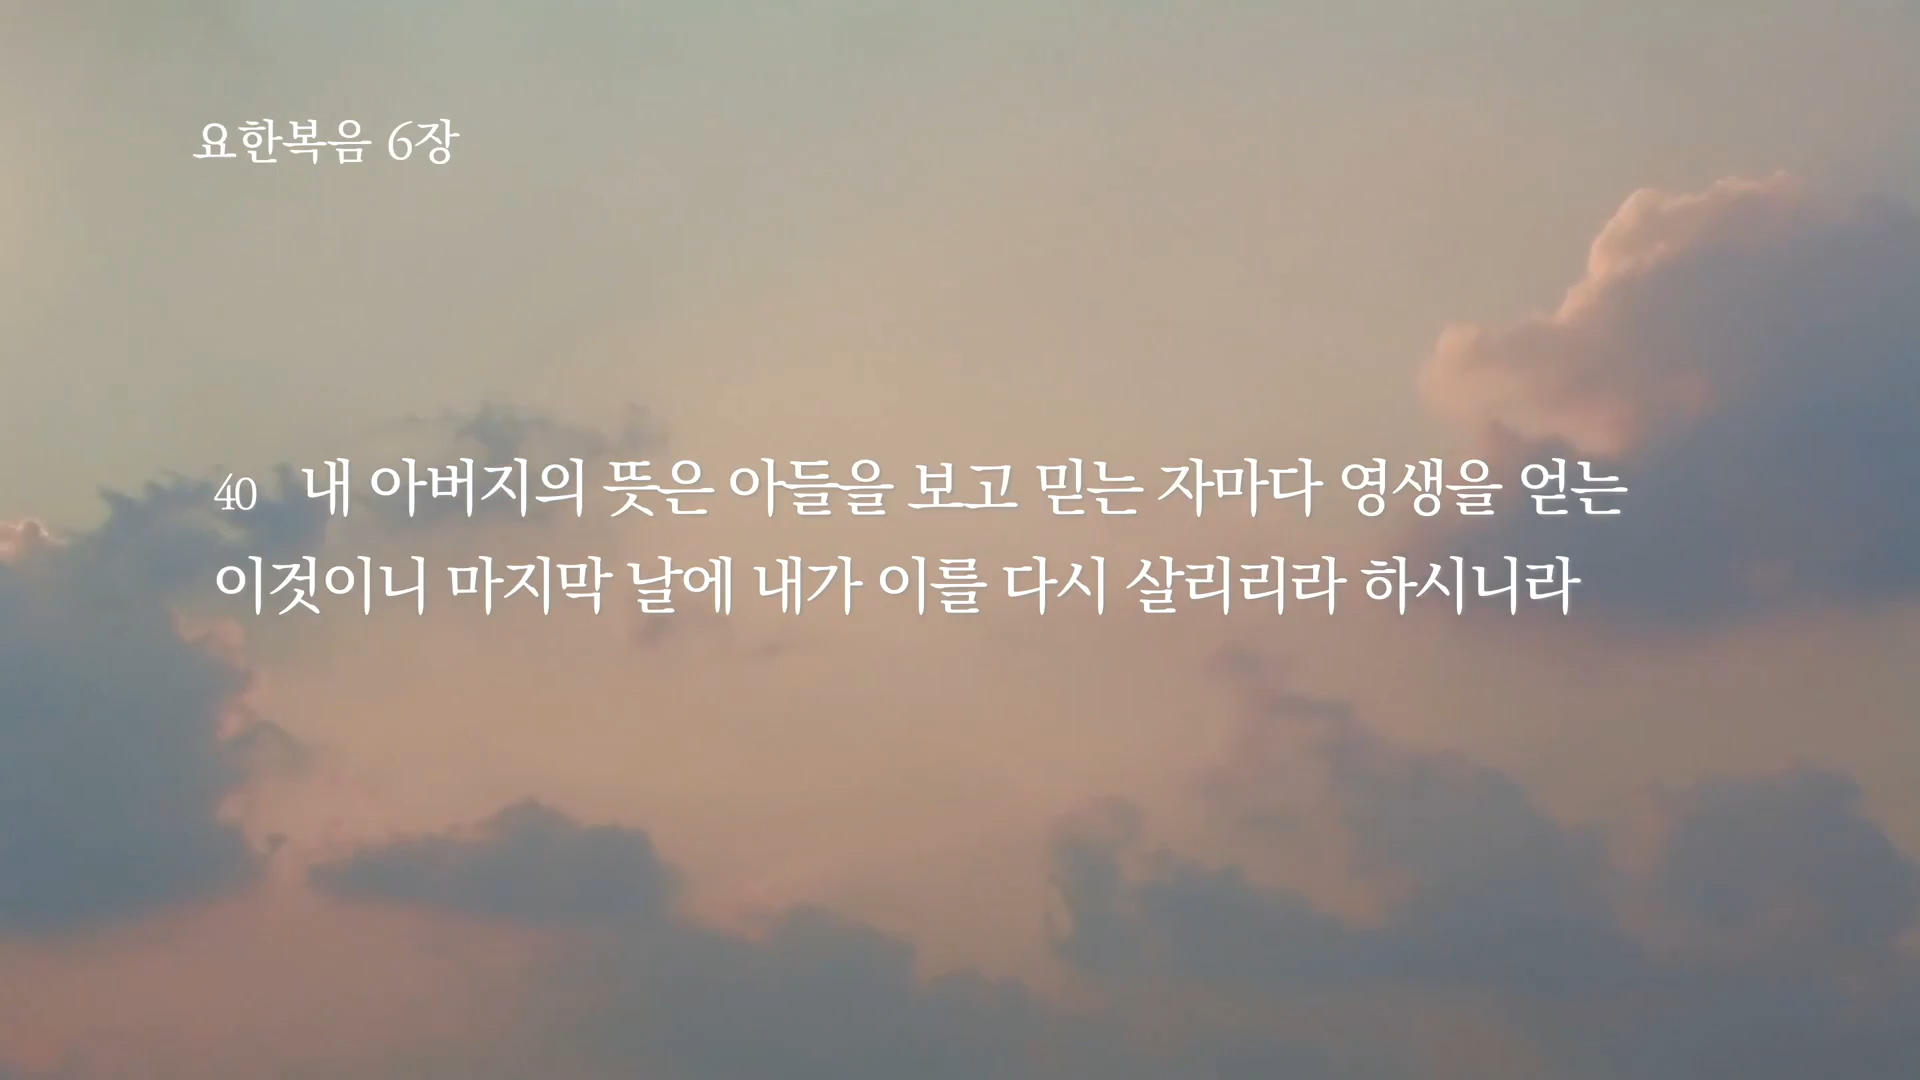 요한복음 6장
40 내 아버지의 뜻은 아들을 보고 믿는 자마다 영생을 얻는
이것이니 마지막 날에 내가 이를 다시 살리리라 하시니라